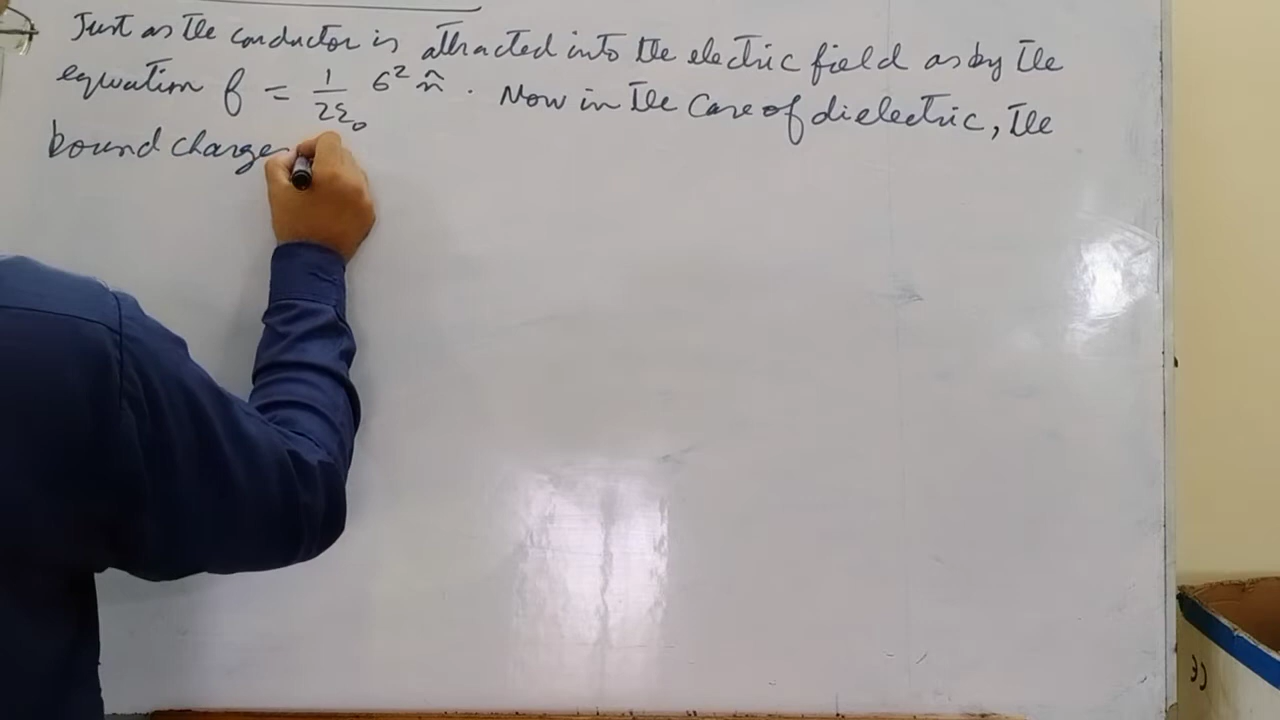 Just as the conductor is attracted into the electric field as by the
equation f = 1/2ε₀ σ² n̂ . Now in the case of dielectric, the
bound charge
CE